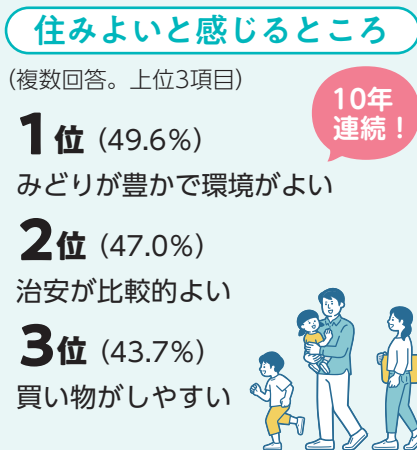 住みよいと感じるところ
（複数回答。上位3項目）
10年
連続！
1位（49.6%）
みどりが豊かで環境がよい
2位（47.0%）
治安が比較的よい
3位（43.7%）
買い物がしやすい